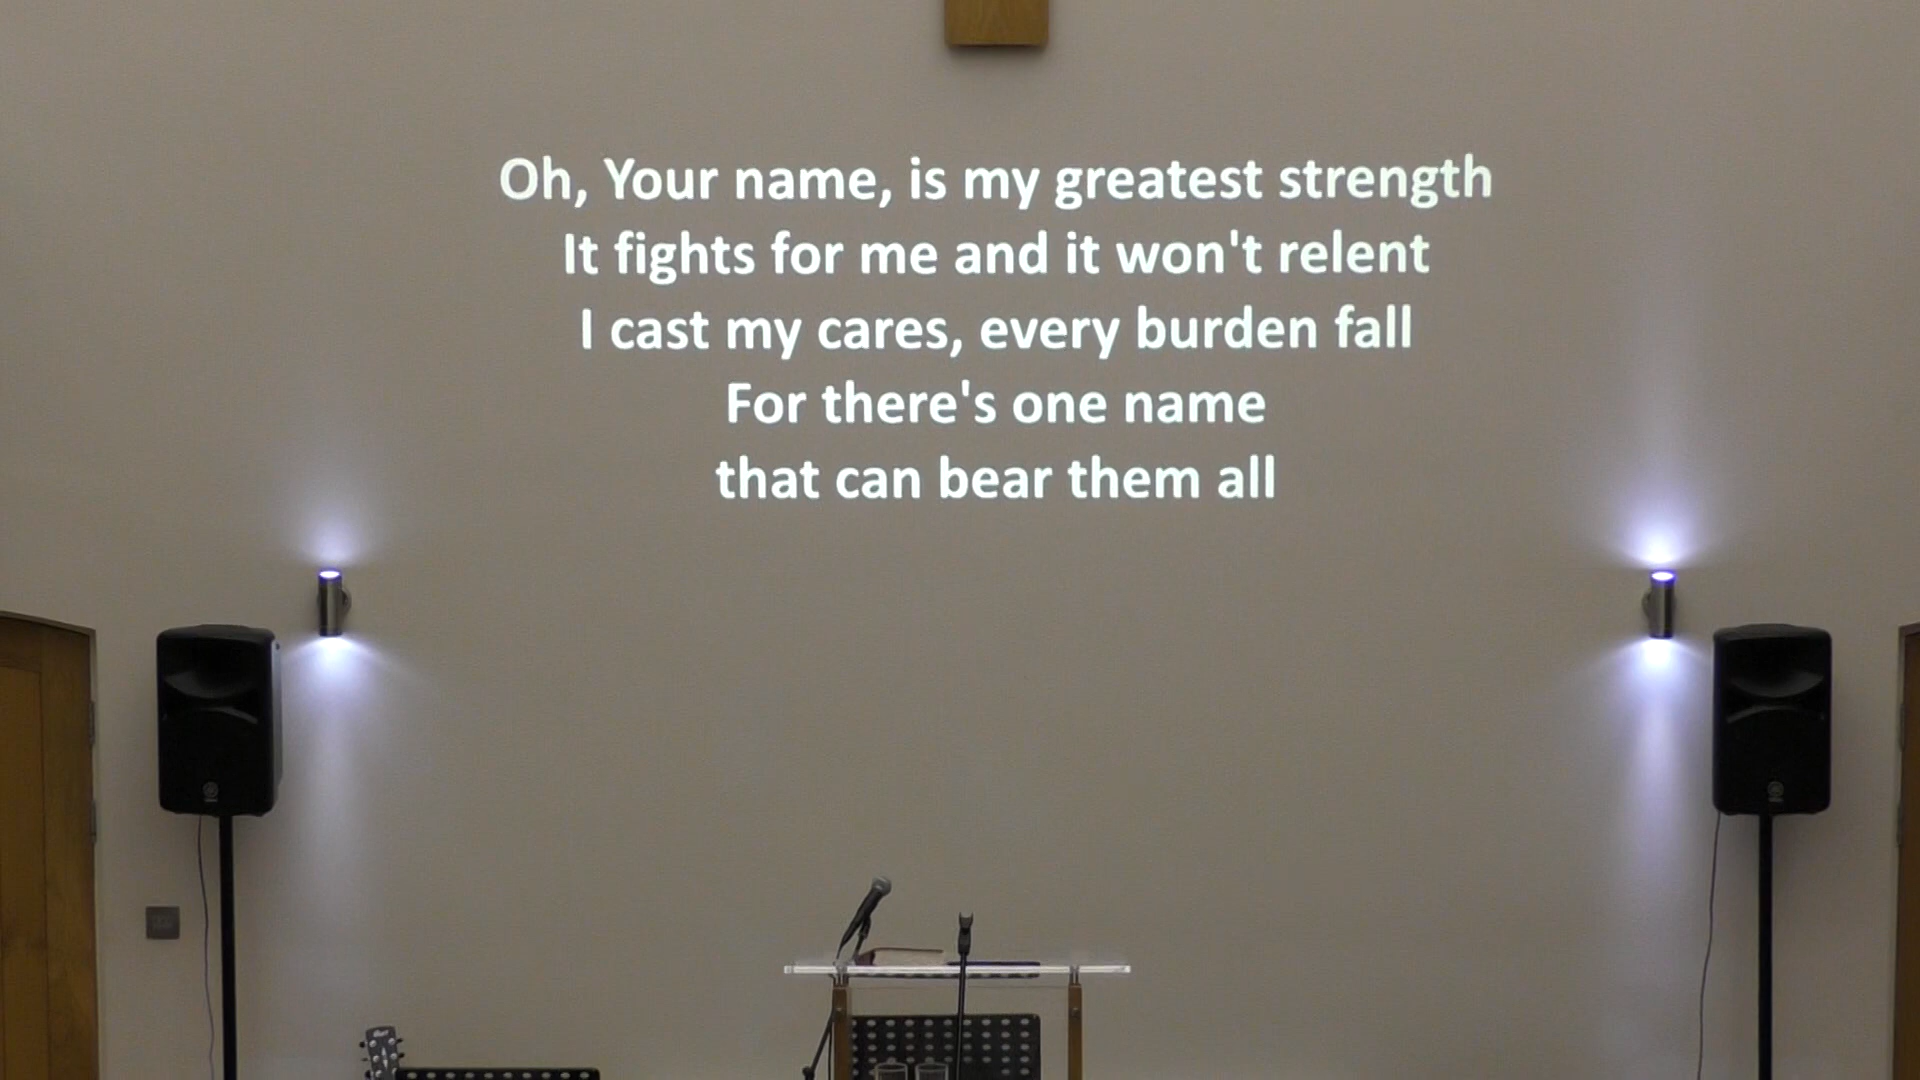 Oh, Your name, is my greatest strength
It fights for me and it won't relent
I cast my cares, every burden fall
For there's one name
that can bear them all